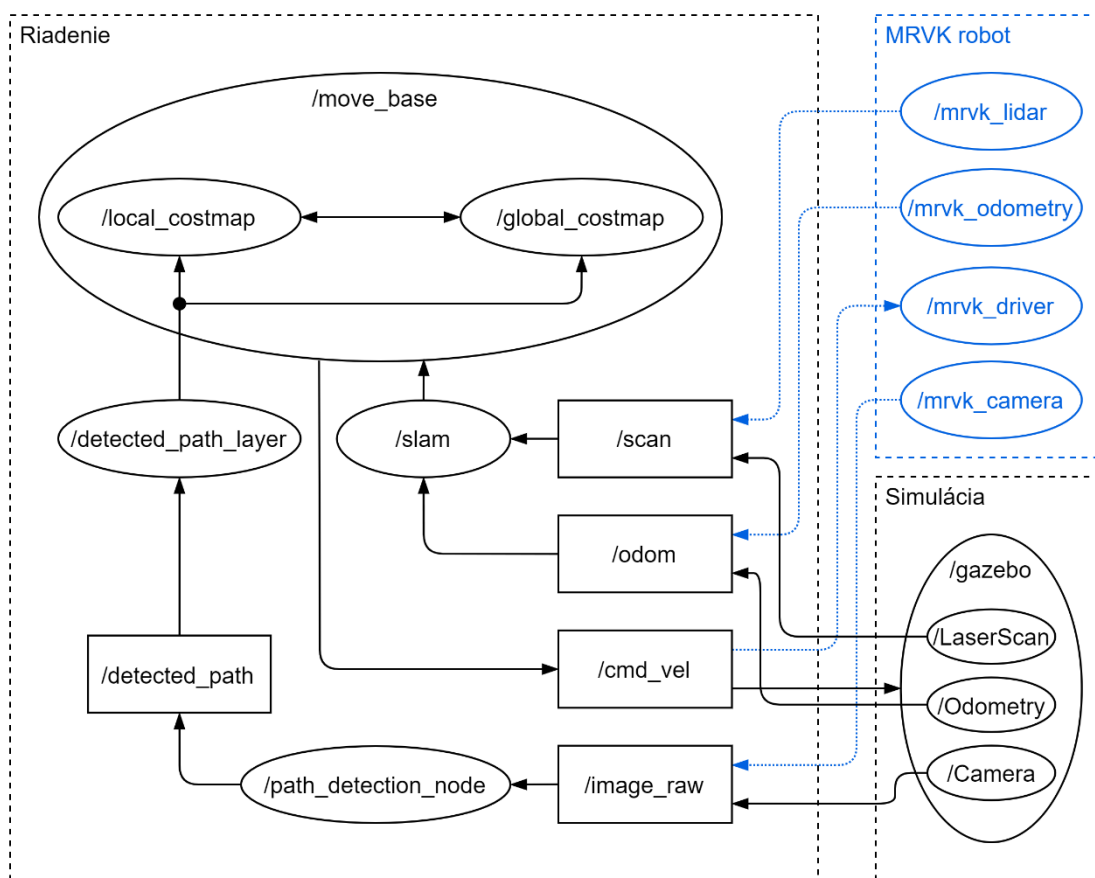 Riadenie
/move_base
/local_costmap
/global_costmap
/detected_path_layer
/slam
/scan
/odom
/detected_path
/cmd_vel
/path_detection_node
/image_raw
MRVK robot
/mrvk_lidar
/mrvk_odometry
/mrvk_driver
/mrvk_camera
Simulácia
/gazebo
/LaserScan
/Odometry
/Camera